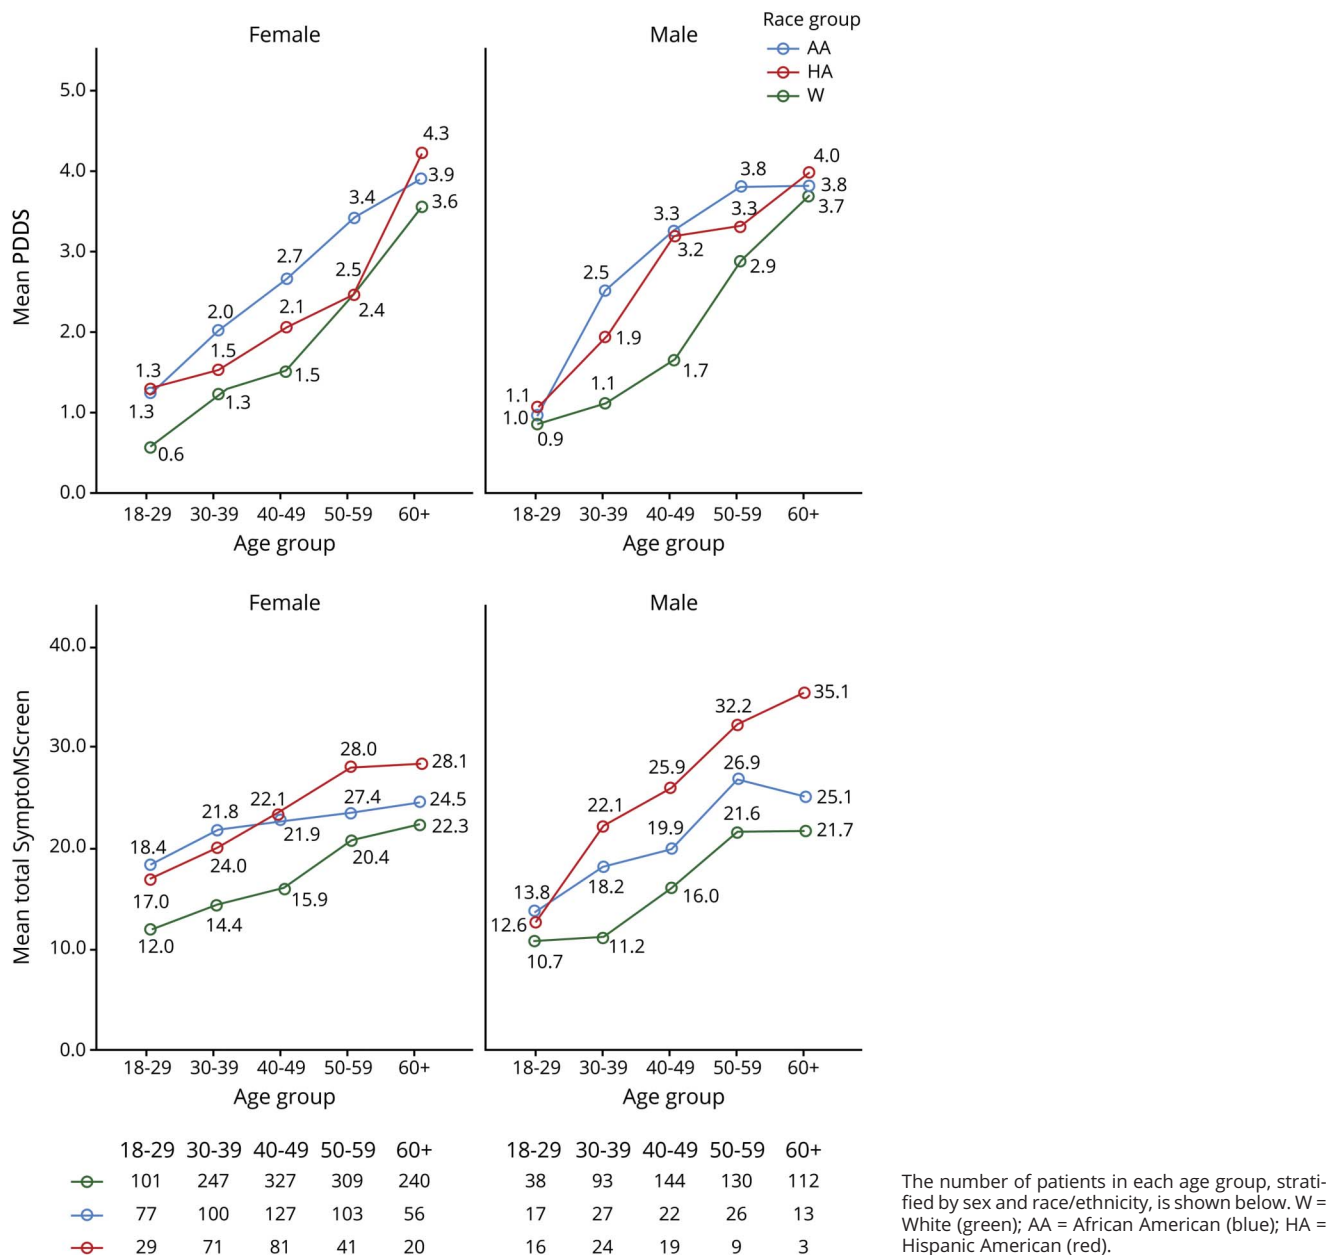 Race group
Female
Male
AA
HA
W
Mean PDDS
5.0
4.0
3.0
2.0
1.0
0.0
1.3
1.3
0.6
2.0
1.5
1.3
2.7
2.1
1.5
3.4
2.5
2.4
4.3
3.9
3.6
1.1
1.0
0.9
2.5
1.9
1.1
3.3
3.2
1.7
3.8
3.3
2.9
4.0
3.8
3.7
18-29 30-39 40-49 50-59 60+
18-29 30-39 40-49 50-59 60+
Age group
Age group
Female
Male
Mean total SymptoMScreen
40.0
30.0
20.0
10.0
0.0
18.4
17.0
12.0
21.8
24.0
14.4
22.1
21.9
15.9
28.0
27.4
20.4
28.1
24.5
22.3
13.8
12.6
10.7
22.1
18.2
11.2
25.9
19.9
16.0
32.2
26.9
21.6
35.1
25.1
21.7
18-29 30-39 40-49 50-59 60+
18-29 30-39 40-49 50-59 60+
Age group
Age group
18-29 30-39 40-49 50-59 60+ 18-29 30-39 40-49 50-59 60+
101 247 327 309 240 38 93 144 130 112
77 100 127 103 56 17 27 22 26 13
29 71 81 41 20 16 24 19 9 3
The number of patients in each age group, strati-
fied by sex and race/ethnicity, is shown below. W =
White (green); AA = African American (blue); HA =
Hispanic American (red).